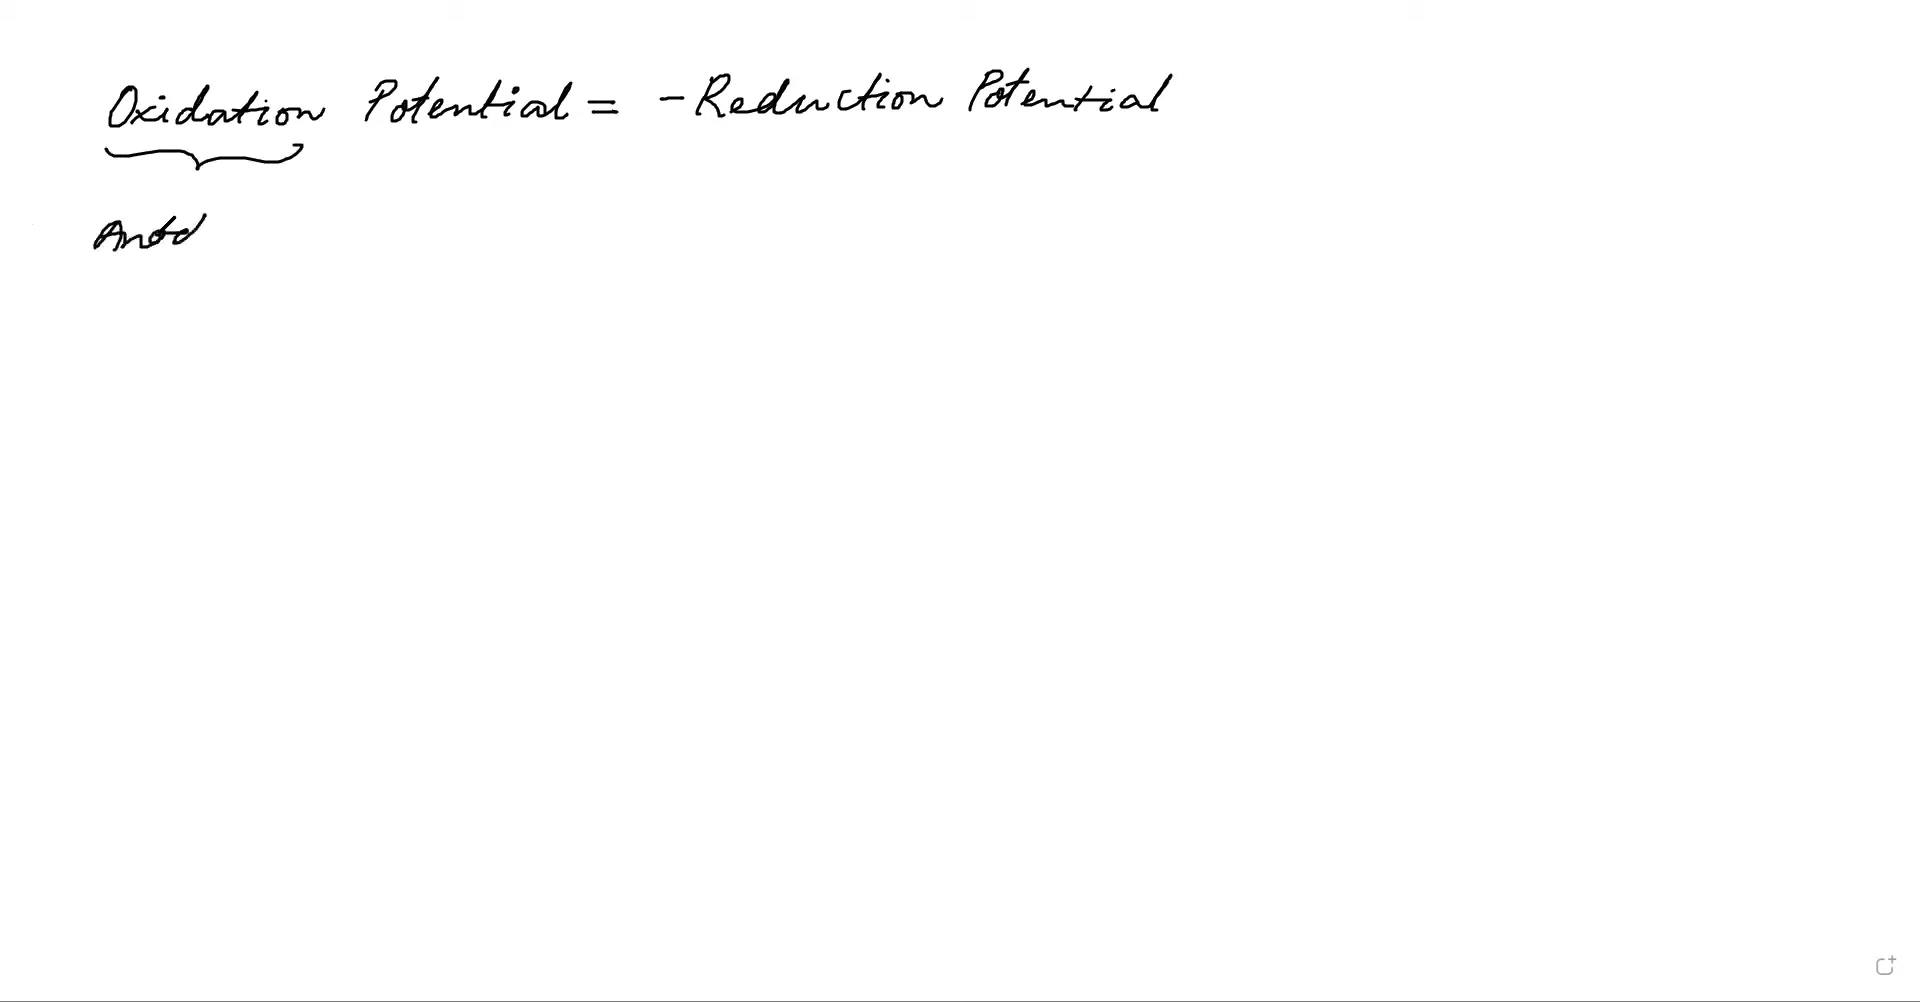 Oxidation Potential = -Reduction Potential